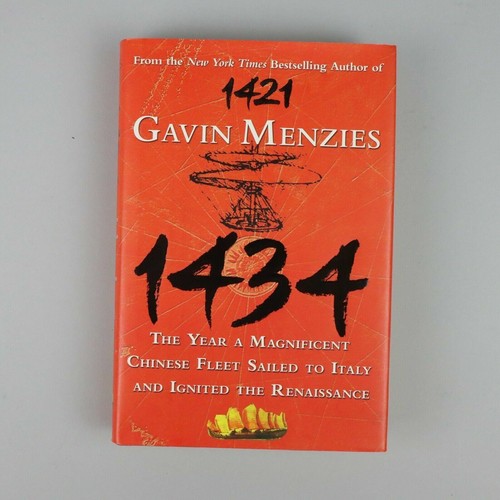 From the New York Times Bestselling Author of
1421
GAVIN MENZIES
1434
THE YEAR A MAGNIFICENT
CHINESE FLEET SAILED TO ITALY
AND IGNITED THE RENAISSANCE